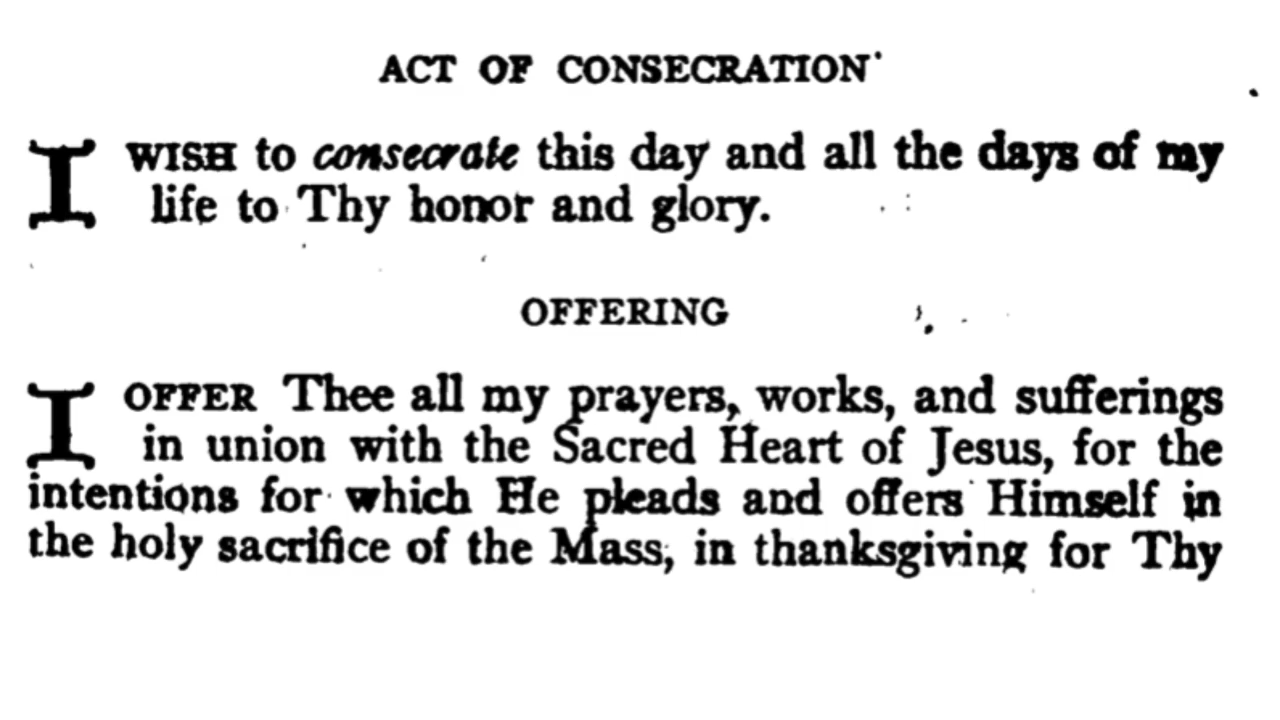 ACT OF CONSECRATION
I WISH to consecrate this day and all the days of my
life to Thy honor and glory.
OFFERING
I OFFER Thee all my prayers, works, and sufferings
in union with the Sacred Heart of Jesus, for the
intentions for which He pleads and offers Himself in
the holy sacrifice of the Mass, in thanksgiving for Thy